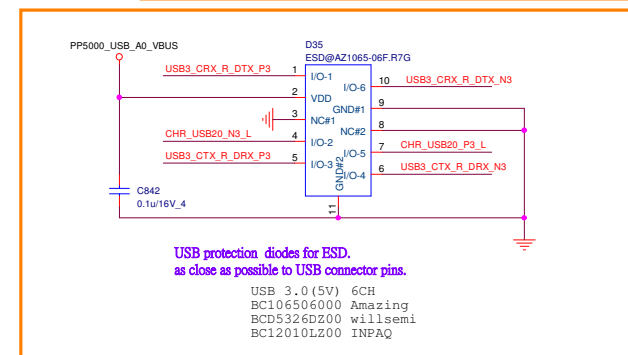 PP5000_USB_A0_VBUS
D35
ESD@AZ1065-06F.R7G
USB3_CRX_R_DTX_P3 1 I/O-1
I/O-6 10 USB3_CRX_R_DTX_N3
2 VDD
GND#1 9
3 NC#1
NC#2 8
CHR_USB20_N3_L 4 I/O-2
I/O-5 7 CHR_USB20_P3_L
USB3_CTX_R_DRX_P3 5 I/O-3
I/O-4 6 USB3_CTX_R_DRX_N3
GND#2
11
C842
0.1u/16V_4
USB protection diodes for ESD.
as close as possible to USB connector pins.
USB 3.0(5V) 6CH
BC106506000 Amazing
BCD5326DZ00 willsemi
BC12010LZ00 INPAQ